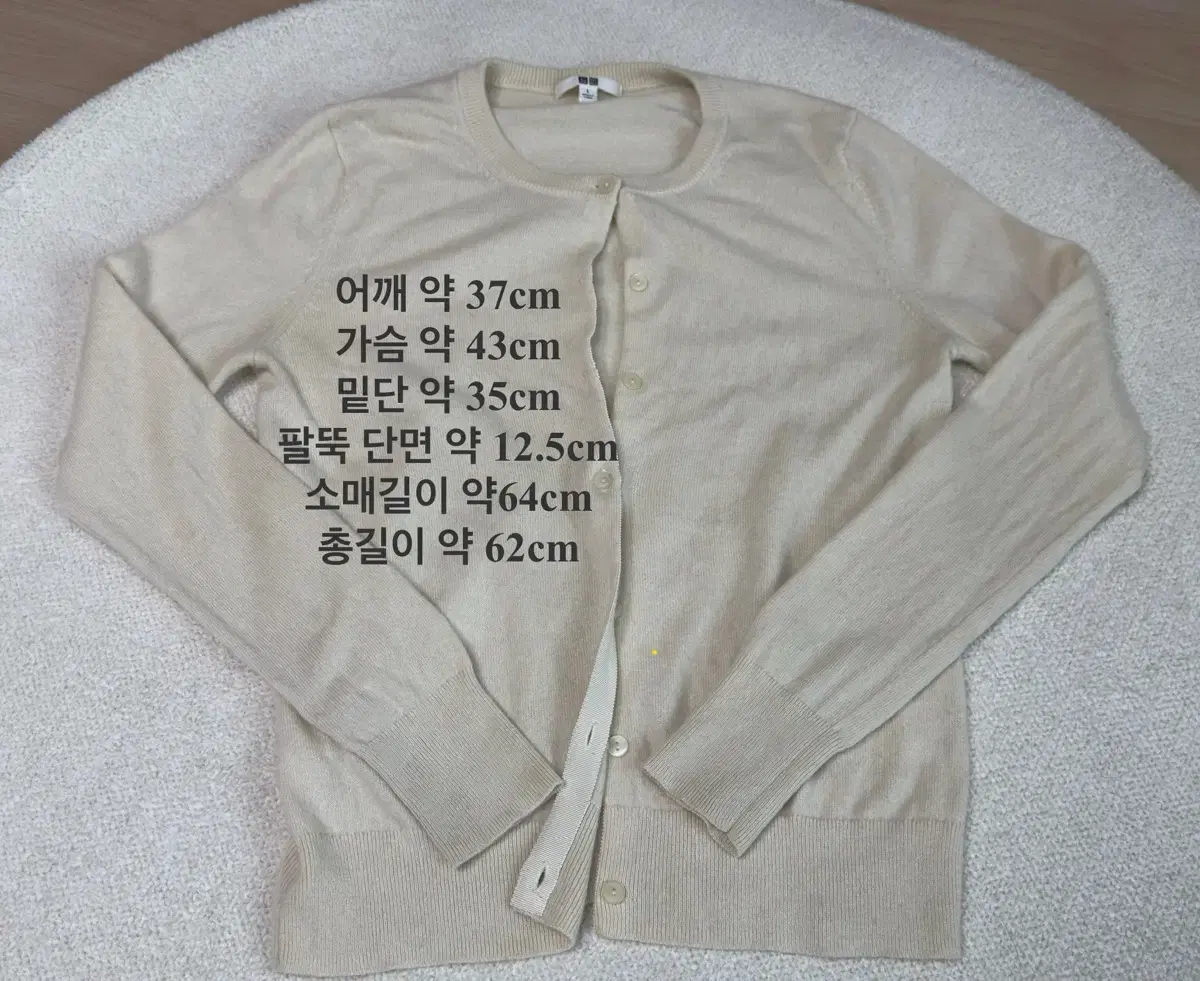 L
어깨 약 37cm
가슴 약 43cm
밑단 약 35cm
팔뚝 단면 약 12.5cm
소매길이 약64cm
총길이 약 62cm